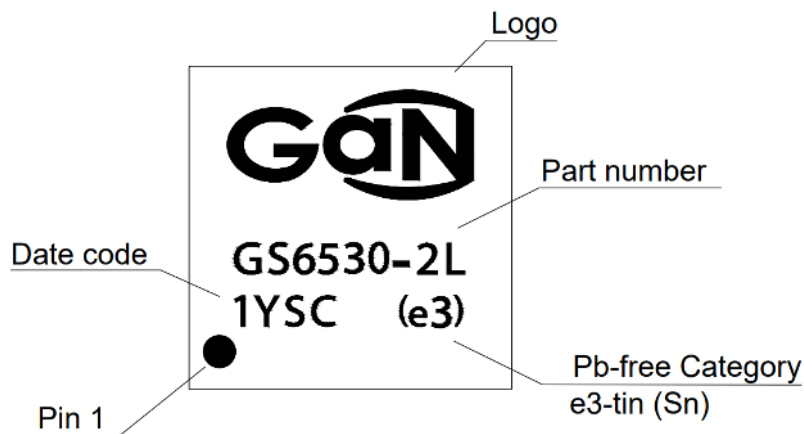 Logo
GaN
Part number
Date code
GS6530-2L
1YSC (e3)
Pb-free Category
e3-tin (Sn)
Pin 1